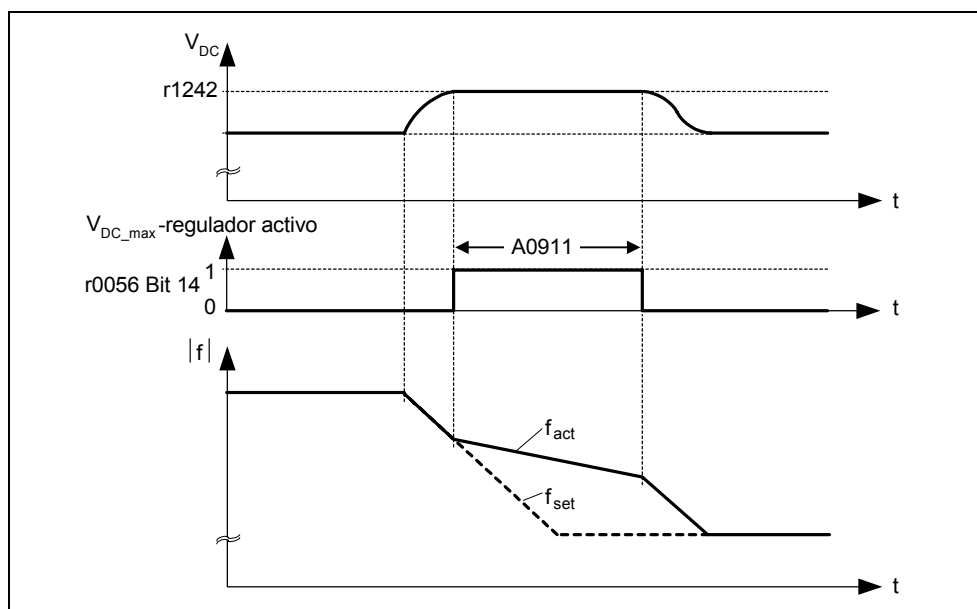 V_DC
r1242
t
V_DC_max -regulador activo
A0911
1
r0056 Bit 14
0
t
|f|
f_act
f_set
t